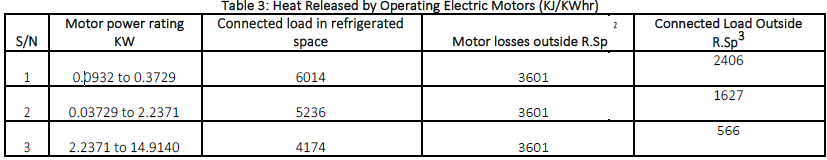 Table 3: Heat Released by Operating Electric Motors (KJ/KWhr)
S/N Motor power rating KW Connected load in refrigerated space Motor losses outside R.Sp 2 Connected Load Outside R.Sp3
1 0.0932 to 0.3729 6014 3601 2406
2 0.03729 to 2.2371 5236 3601 1627
3 2.2371 to 14.9140 4174 3601 566